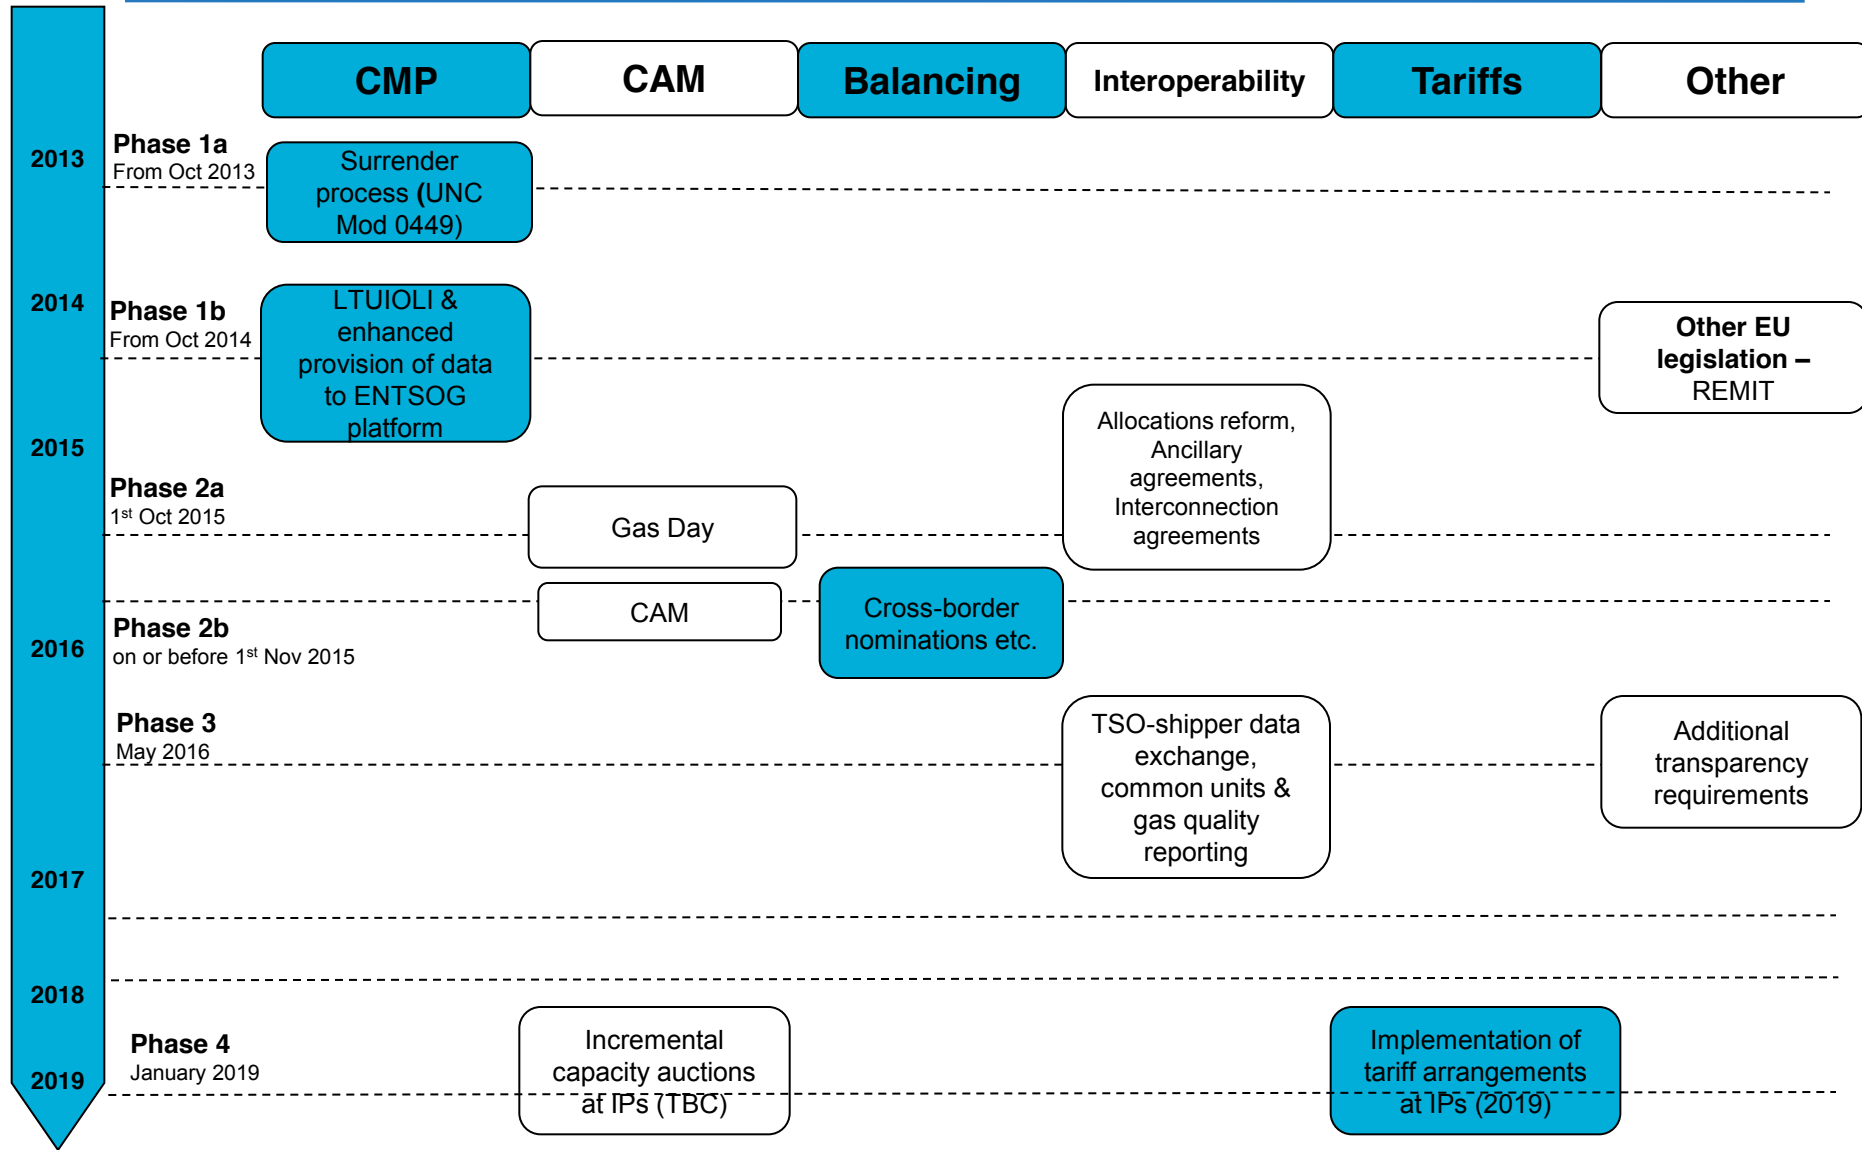 CMP
CAM
Balancing
Interoperability
Tariffs
Other
2013
Phase 1a
From Oct 2013
Surrender
process (UNC
Mod 0449)
2014
Phase 1b
From Oct 2014
LTUIOLI &
enhanced
provision of data
to ENTSOG
platform
Other EU
legislation –
REMIT
2015
Allocations reform,
Ancillary
agreements,
Interconnection
agreements
Phase 2a
1st Oct 2015
Gas Day
CAM
Cross-border
nominations etc.
2016
Phase 2b
on or before 1st Nov 2015
Phase 3
May 2016
TSO-shipper data
exchange,
common units &
gas quality
reporting
Additional
transparency
requirements
2017
2018
Phase 4
January 2019
Incremental
capacity auctions
at IPs (TBC)
Implementation of
tariff arrangements
at IPs (2019)
2019